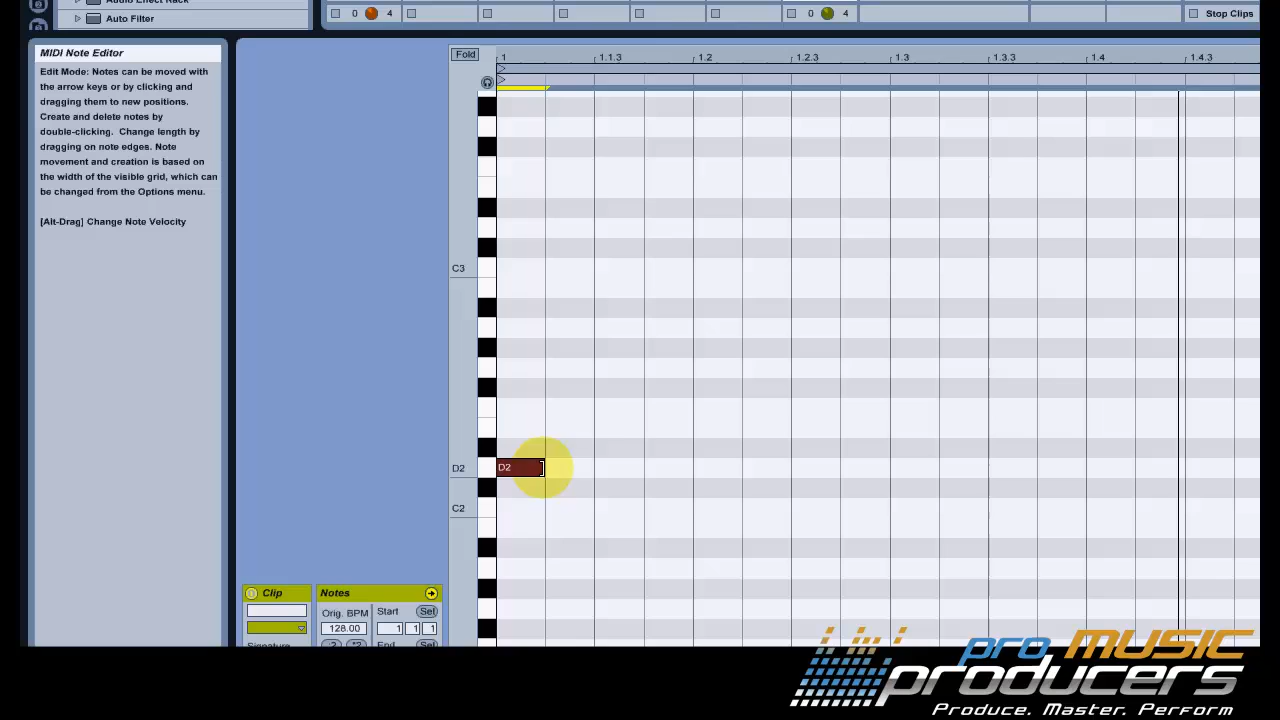 Audio Effect Rack
Auto Filter
0 4
0 4
Stop Clips
MIDI Note Editor
Edit Mode: Notes can be moved with
the arrow keys or by clicking and
dragging them to new positions.
Create and delete notes by
double-clicking. Change length by
dragging on note edges. Note
movement and creation is based on
the width of the visible grid, which can
be changed from the Options menu.
[Alt-Drag] Change Note Velocity
Fold
1 1.1.3 1.2 1.2.3 1.3 1.3.3 1.4 1.4.3
C3
D2
D2
C2
Clip
Notes
Orig. BPM
Start
Set
128.00
1 1 1
:2 *2
Signature
End
Set
pro MUSIC
producers
Produce. Master. Perform